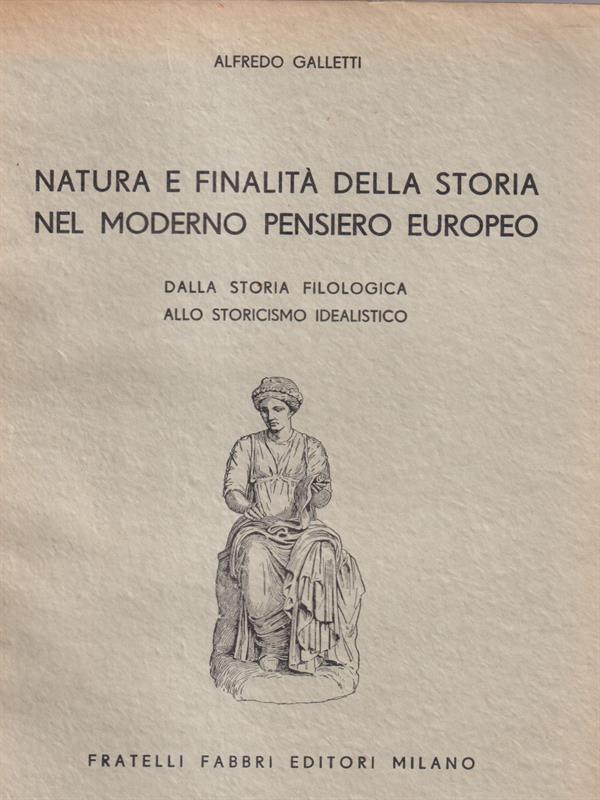 ALFREDO GALLETTI
NATURA E FINALITÀ DELLA STORIA
NEL MODERNO PENSIERO EUROPEO
DALLA STORIA FILOLOGICA
ALLO STORICISMO IDEALISTICO
FRATELLI FABBRI EDITORI MILANO